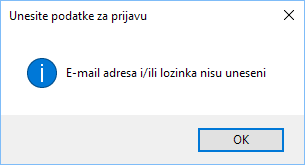 Unesite podatke za prijavu
E-mail adresa i/ili lozinka nisu uneseni
OK